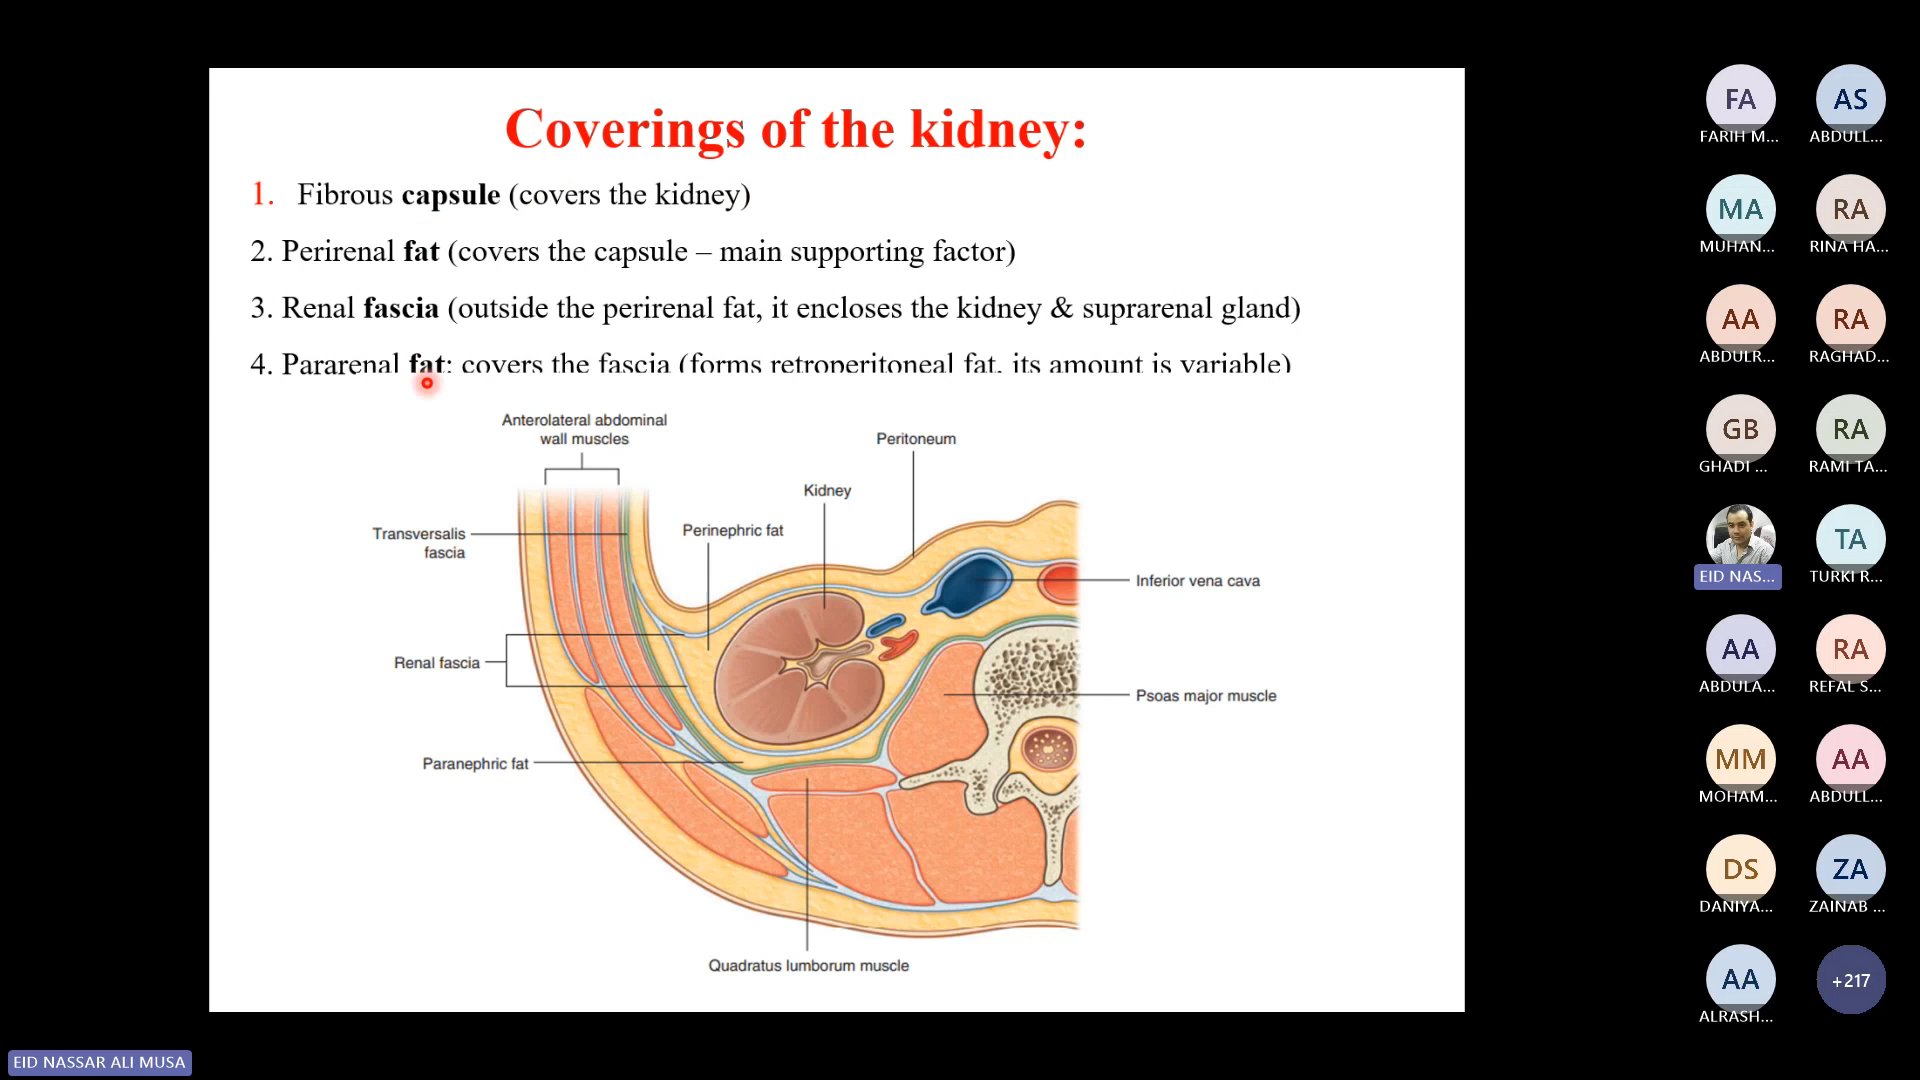 Coverings of the kidney:
1. Fibrous capsule (covers the kidney)
2. Perirenal fat (covers the capsule – main supporting factor)
3. Renal fascia (outside the perirenal fat, it encloses the kidney & suprarenal gland)
4. Pararenal fat: covers the fascia (forms retroperitoneal fat, its amount is variable)
Anterolateral abdominal
wall muscles
Peritoneum
Kidney
Transversalis
fascia
Perinephric fat
Inferior vena cava
Renal fascia
Psoas major muscle
Paranephric fat
Quadratus lumborum muscle
FA
FARIH M...
AS
ABDULL...
MA
MUHAN...
RA
RINA HA...
AA
ABDULR...
RA
RAGHAD...
GB
GHADI ...
RA
RAMI TA...
EID NAS...
TA
TURKI R...
AA
ABDULA...
RA
REFAL S...
MM
MOHAM...
AA
ABDULL...
DS
DANIYA...
ZA
ZAINAB ...
AA
ALRASH...
+217
EID NASSAR ALI MUSA